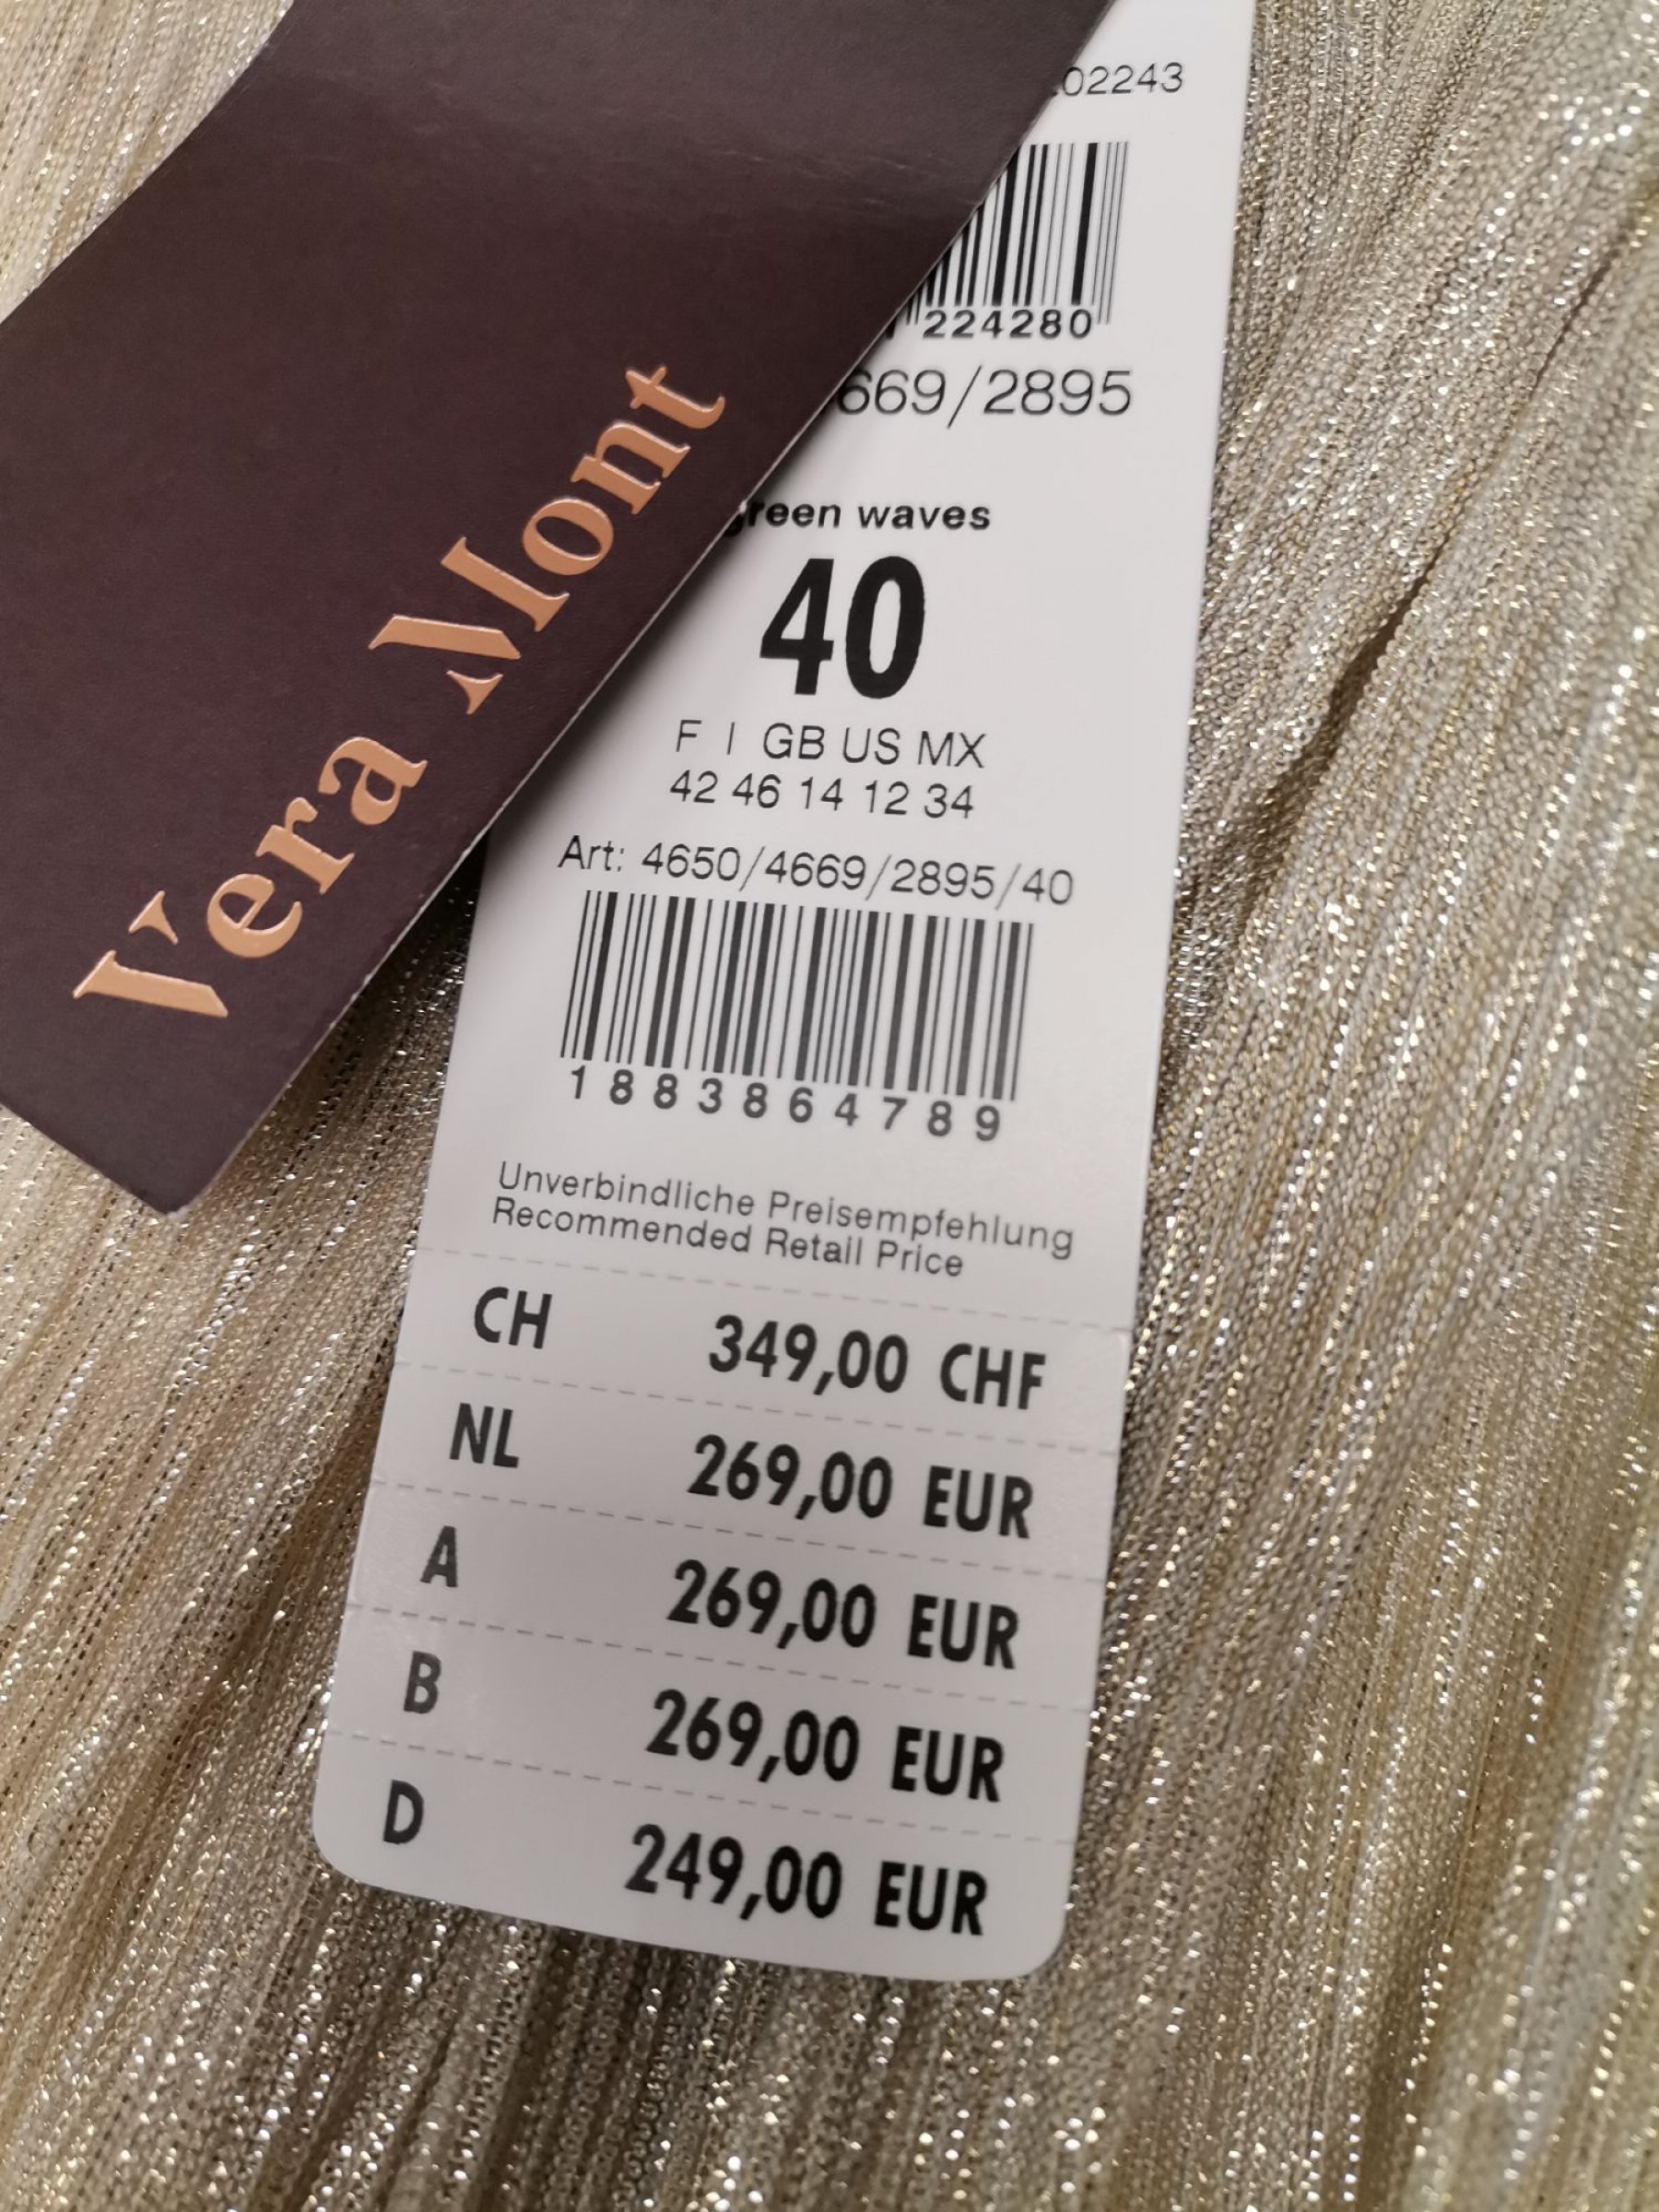 Vera Mont
02243
224280
669/2895
green waves
40
F I GB US MX
42 46 14 12 34
Art: 4650/4669/2895/40
1883864789
Unverbindliche Preisempfehlung
Recommended Retail Price
CH 349,00 CHF
NL 269,00 EUR
A 269,00 EUR
B 269,00 EUR
D 249,00 EUR